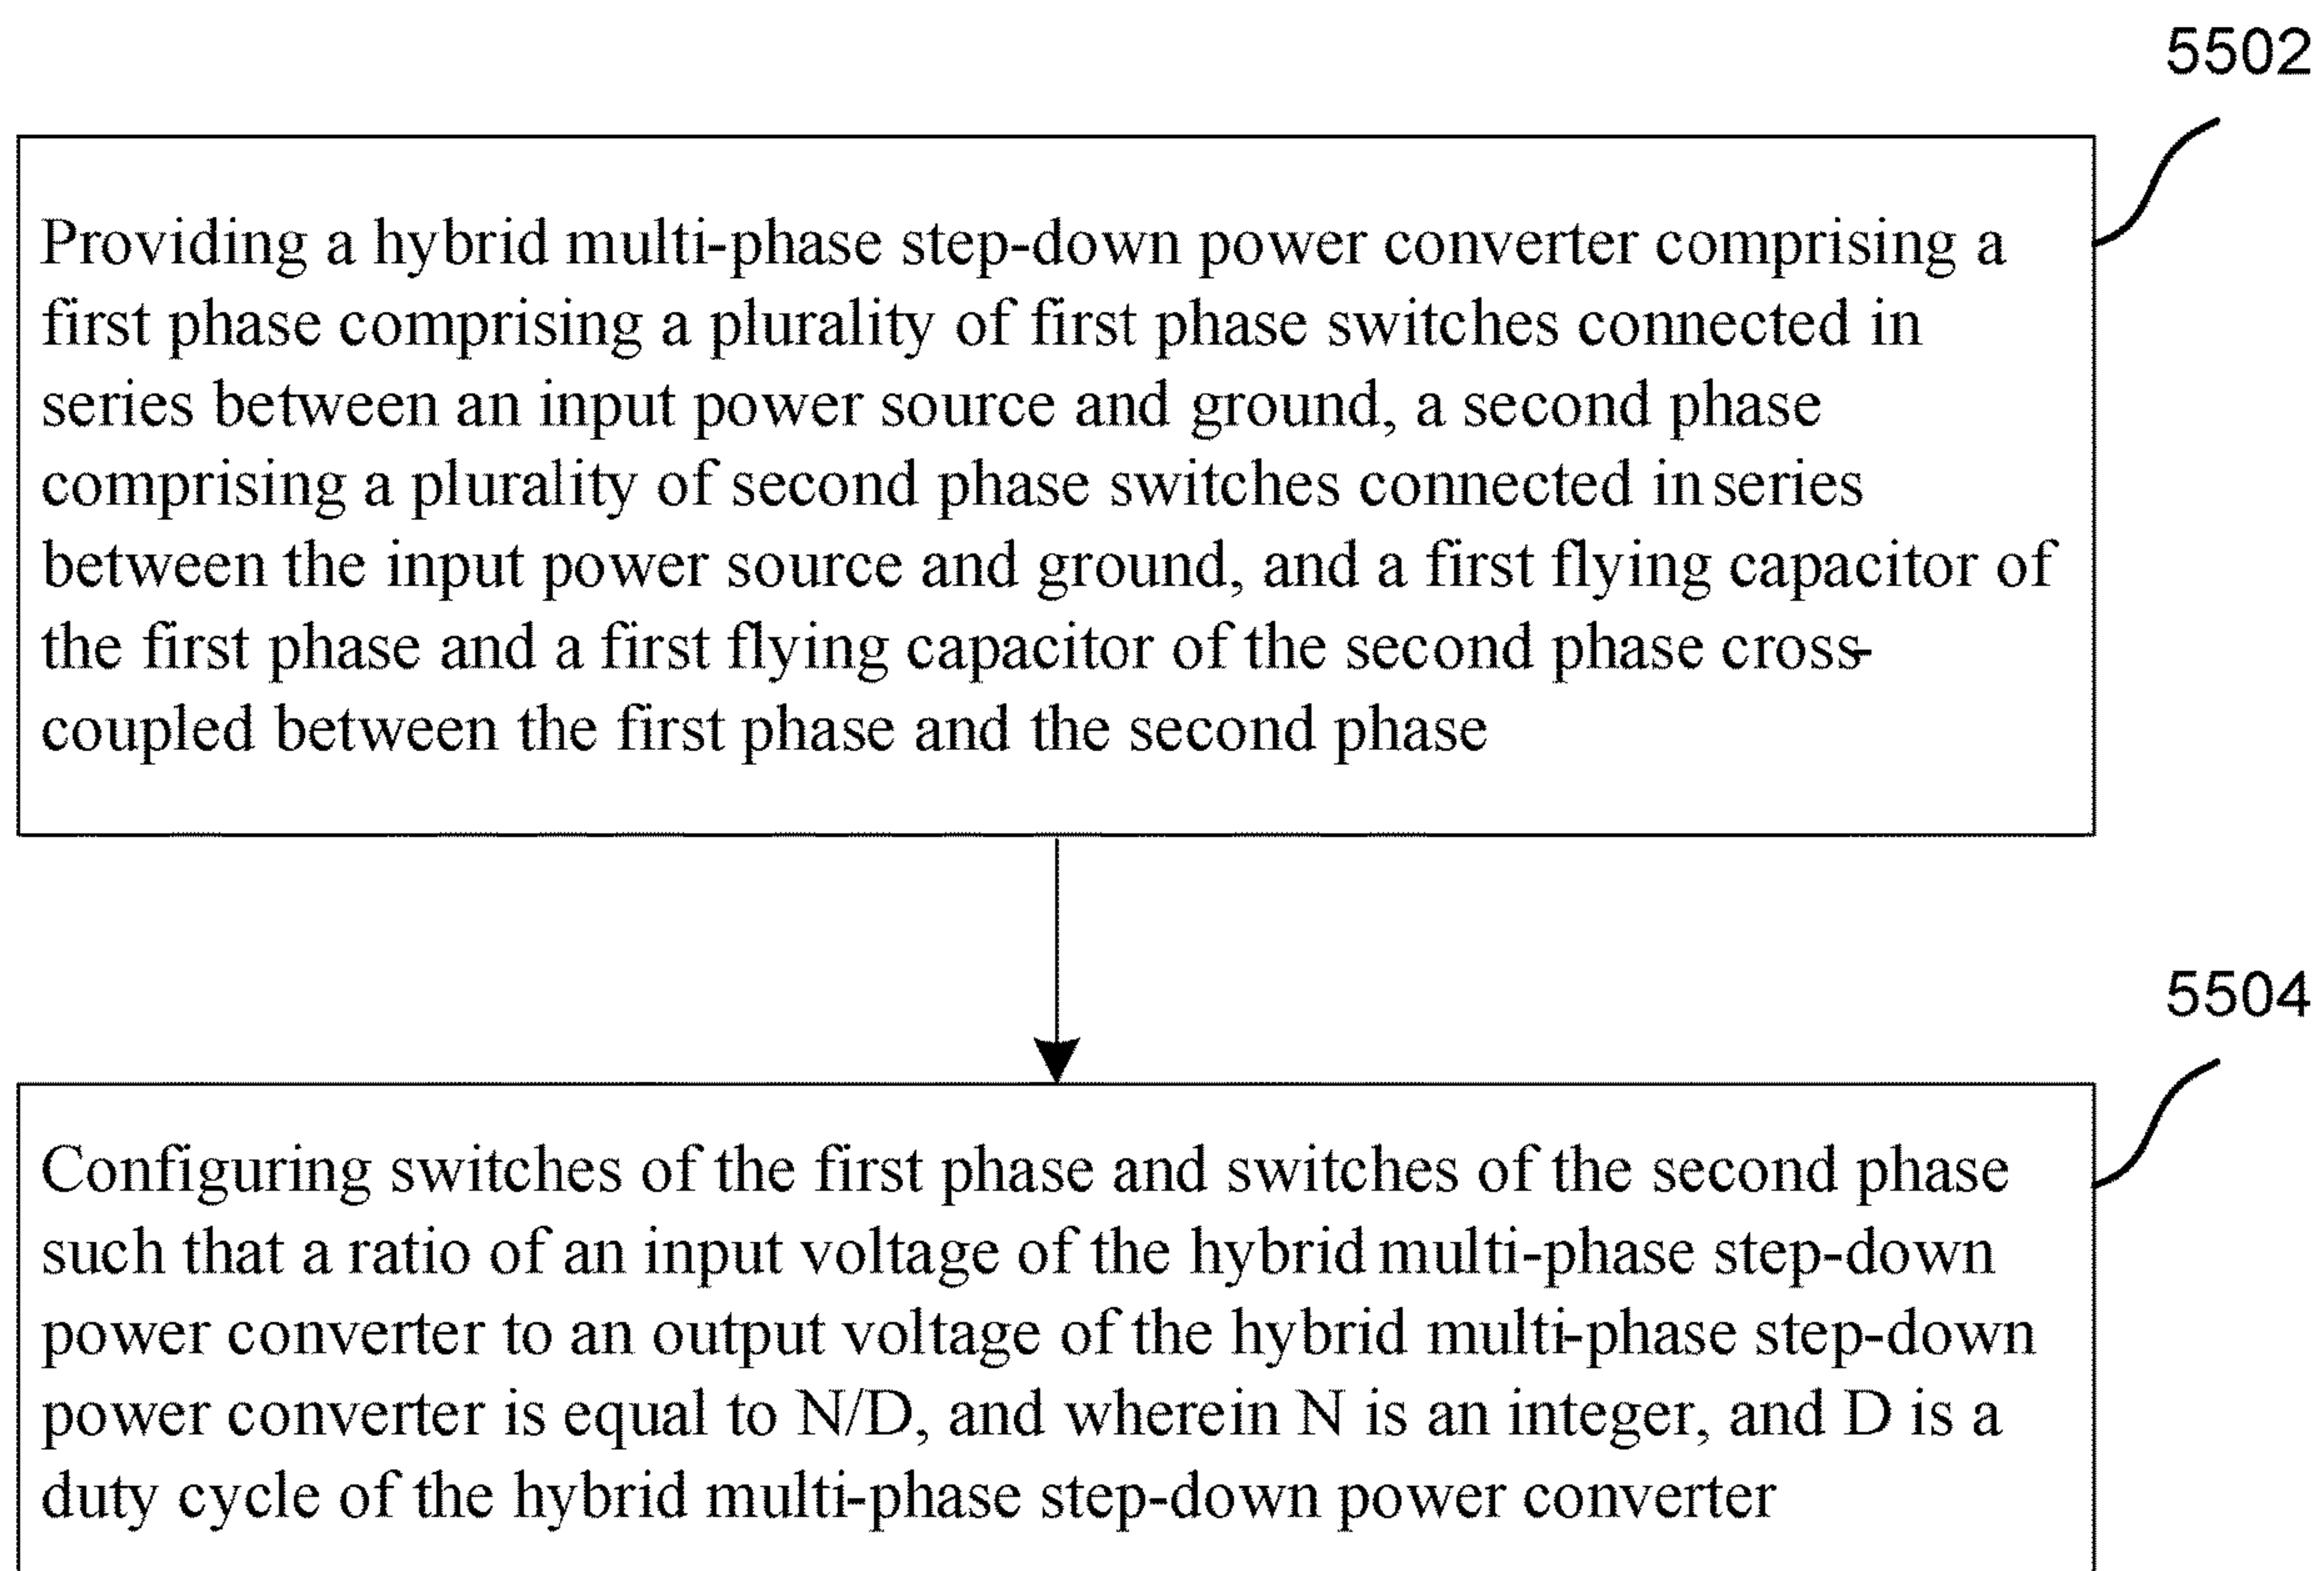 5502
Providing a hybrid multi-phase step-down power converter comprising a
first phase comprising a plurality of first phase switches connected in
series between an input power source and ground, a second phase
comprising a plurality of second phase switches connected in series
between the input power source and ground, and a first flying capacitor of
the first phase and a first flying capacitor of the second phase cross-
coupled between the first phase and the second phase
5504
Configuring switches of the first phase and switches of the second phase
such that a ratio of an input voltage of the hybrid multi-phase step-down
power converter to an output voltage of the hybrid multi-phase step-down
power converter is equal to N/D, and wherein N is an integer, and D is a
duty cycle of the hybrid multi-phase step-down power converter